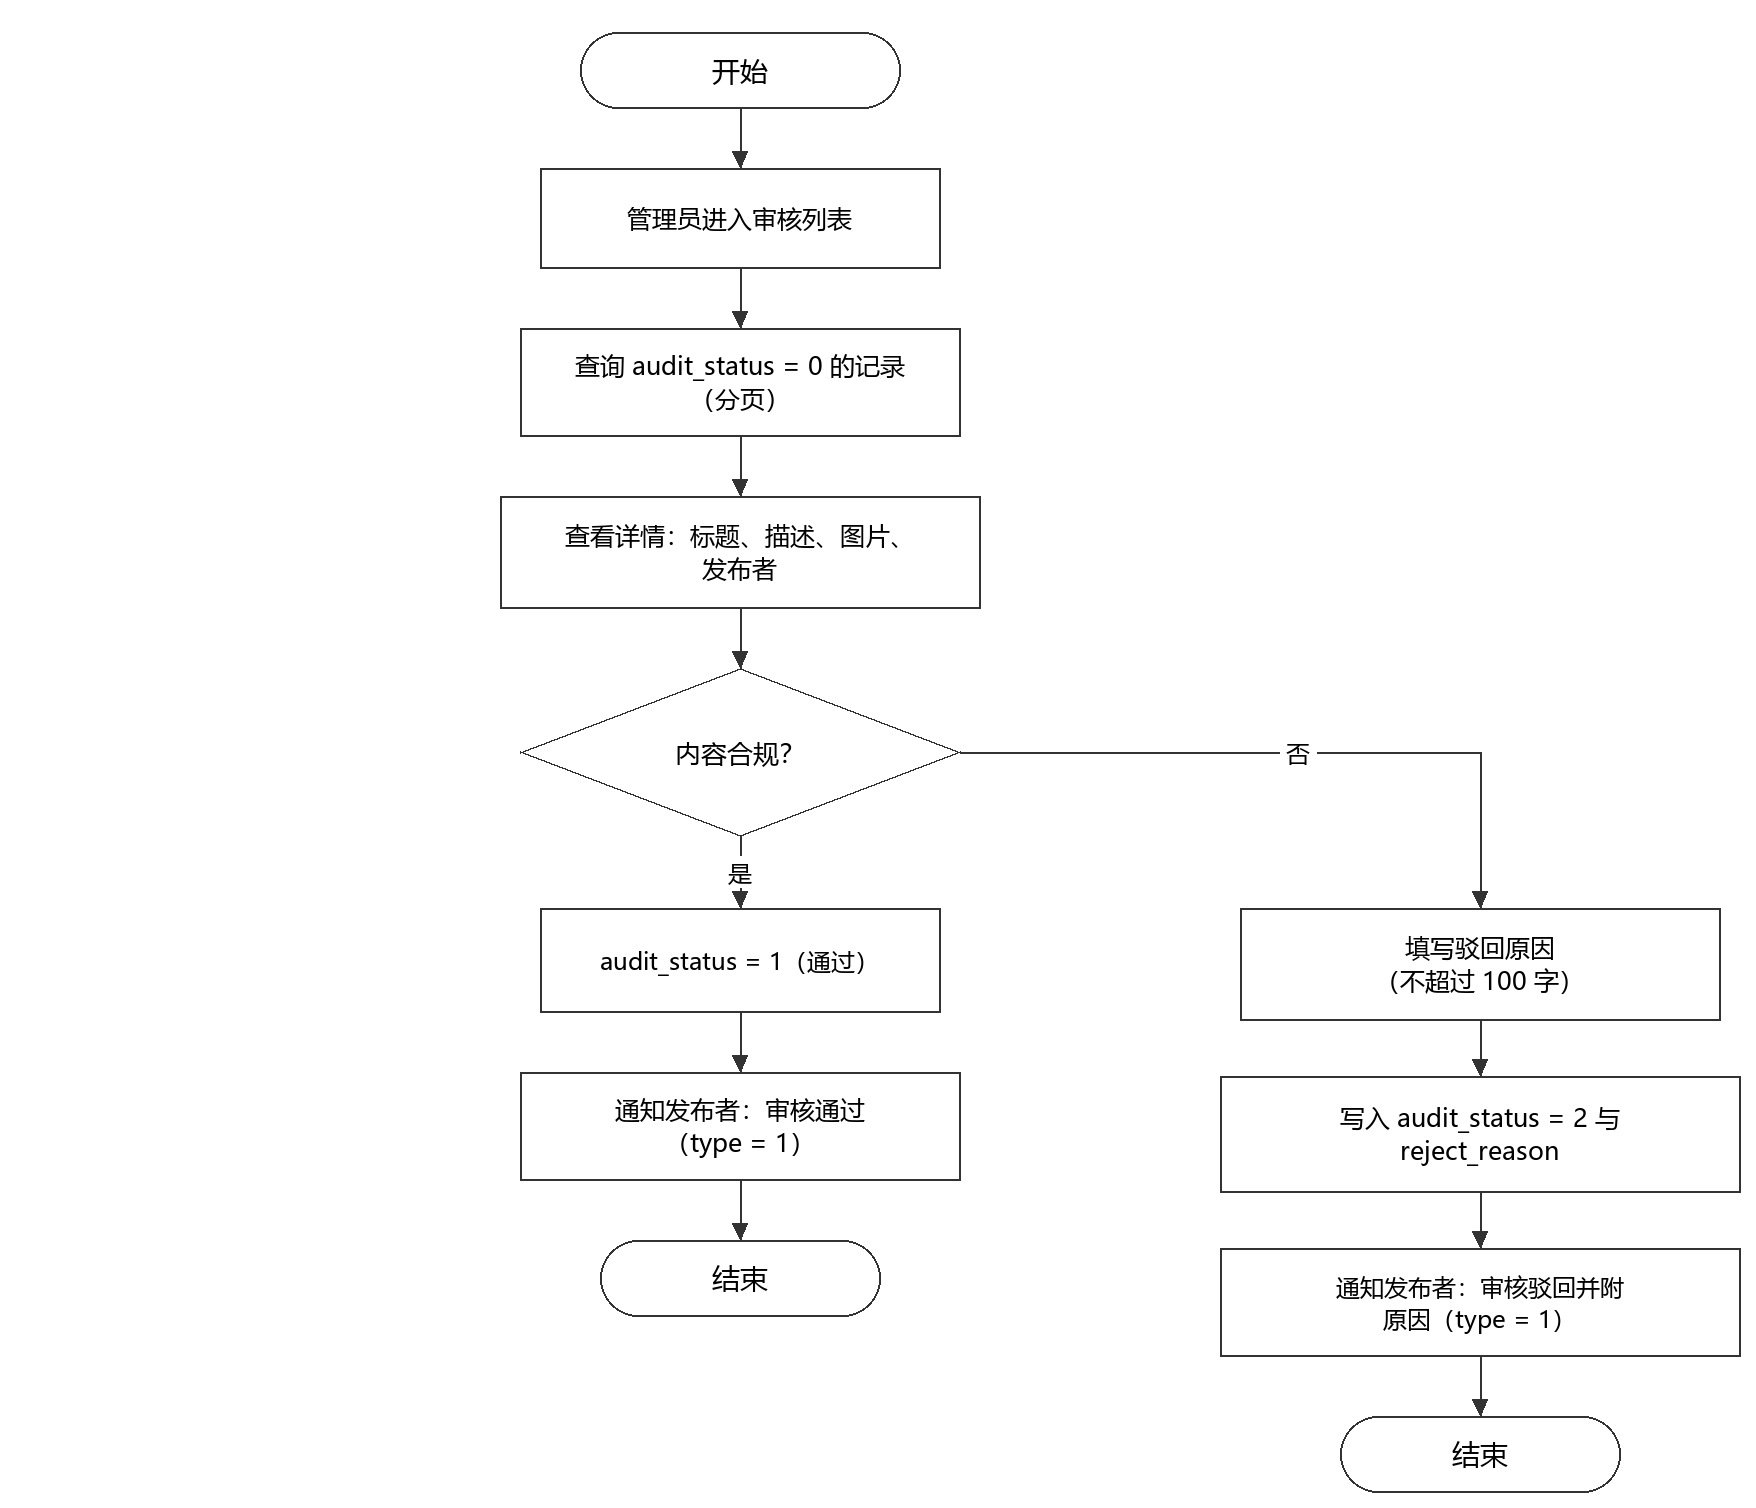 开始
管理员进入审核列表
查询 audit_status = 0 的记录
（分页）
查看详情：标题、描述、图片、
发布者
内容合规？
否
是
audit_status = 1（通过）
通知发布者：审核通过
（type = 1）
结束
填写驳回原因
（不超过 100 字）
写入 audit_status = 2 与
reject_reason
通知发布者：审核驳回并附
原因（type = 1）
结束